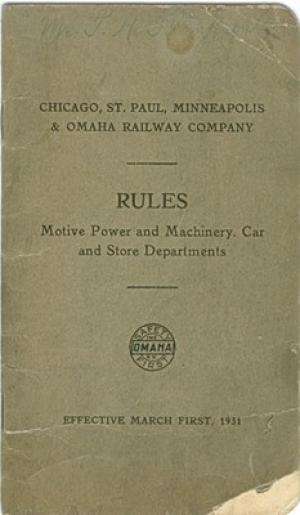 CHICAGO, ST. PAUL, MINNEAPOLIS
& OMAHA RAILWAY COMPANY
RULES
Motive Power and Machinery. Car
and Store Departments
SAFETY
THE
OMAHA
FIRST
EFFECTIVE MARCH FIRST, 1931